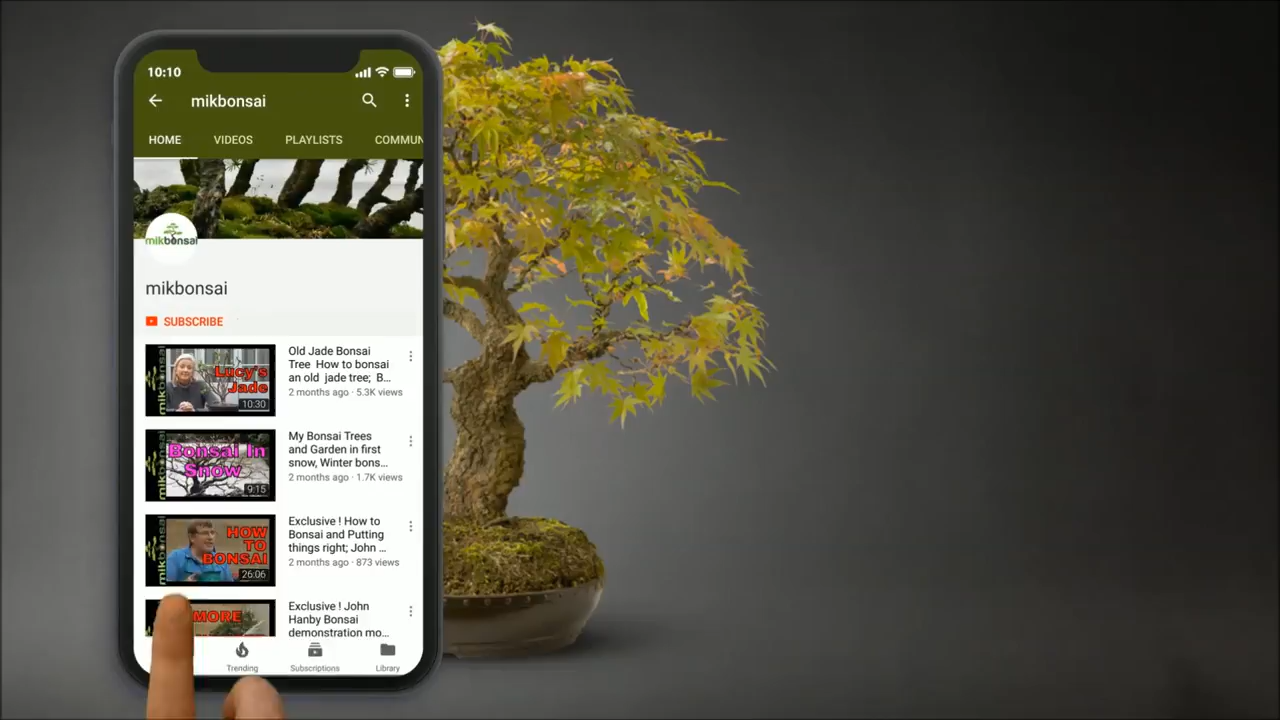 10:10
mikbonsai
HOME VIDEOS PLAYLISTS COMMUN
mikbonsai
mikbonsai
SUBSCRIBE
mikbonsai
Lucy's
Jade
10:30
Old Jade Bonsai
Tree How to bonsai
an old jade tree; B...
2 months ago · 5.3K views
mikbonsai
Bonsai In
Snow
9:15
My Bonsai Trees
and Garden in first
snow, Winter bons...
2 months ago · 1.7K views
mikbonsai
HOW
TO
BONSAI
26:06
Exclusive ! How to
Bonsai and Putting
things right; John ...
2 months ago · 873 views
MORE
Exclusive ! John
Hanby Bonsai
demonstration mo...
Trending Subscriptions Library